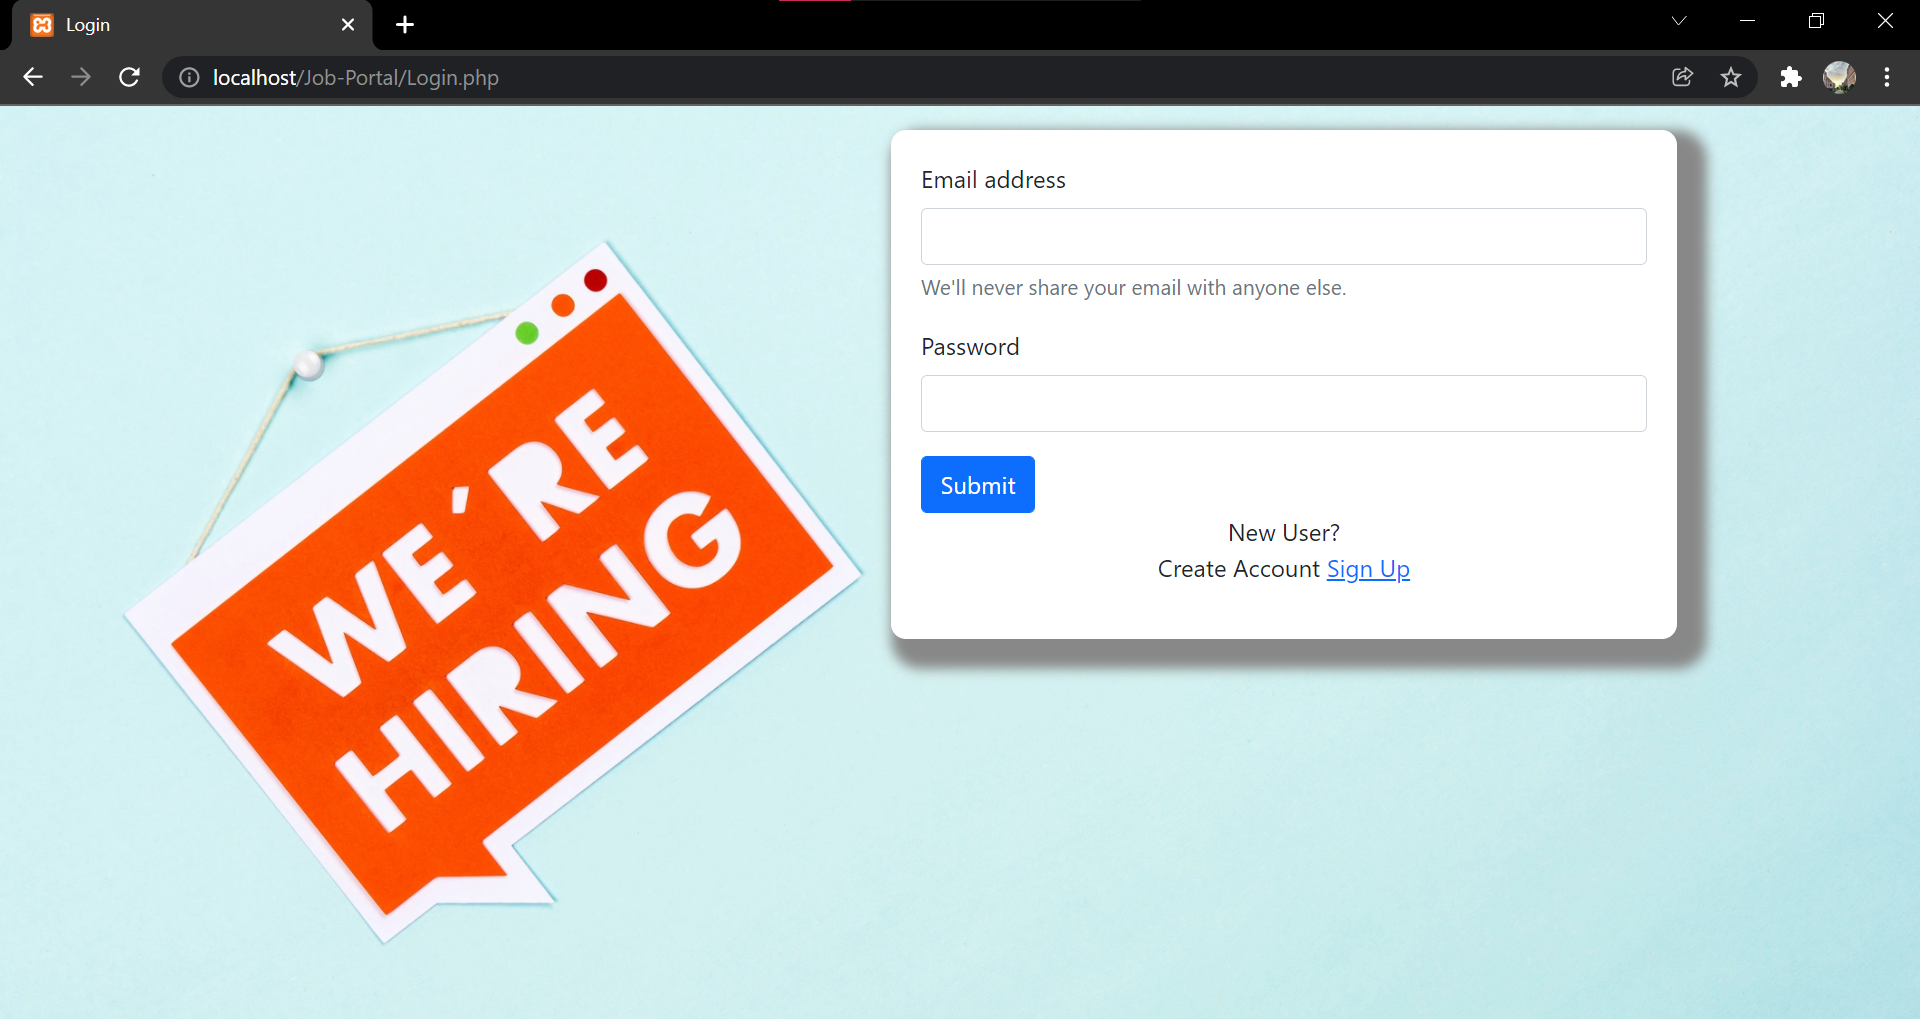 Login
localhost/Job-Portal/Login.php
WE´RE
HIRING
Email address
We'll never share your email with anyone else.
Password
Submit
New User?
Create Account Sign Up